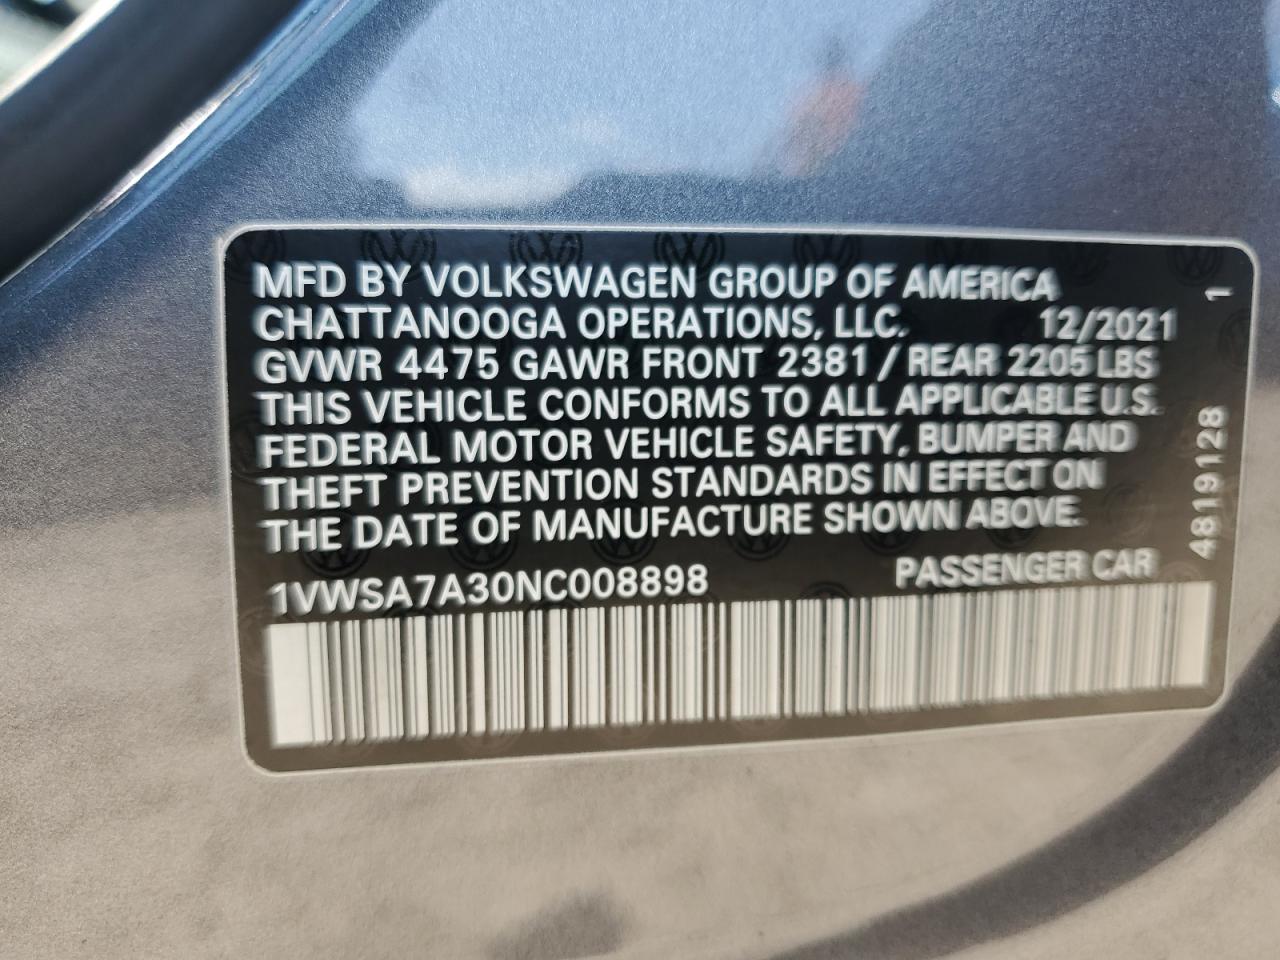 MFD BY VOLKSWAGEN GROUP OF AMERICA
CHATTANOOGA OPERATIONS, LLC. 12/2021
GVWR 4475 GAWR FRONT 2381 / REAR 2205 LBS
THIS VEHICLE CONFORMS TO ALL APPLICABLE U.S.
FEDERAL MOTOR VEHICLE SAFETY, BUMPER AND
THEFT PREVENTION STANDARDS IN EFFECT ON
THE DATE OF MANUFACTURE SHOWN ABOVE.
1VWSA7A30NC008898 PASSENGER CAR
4819128 1